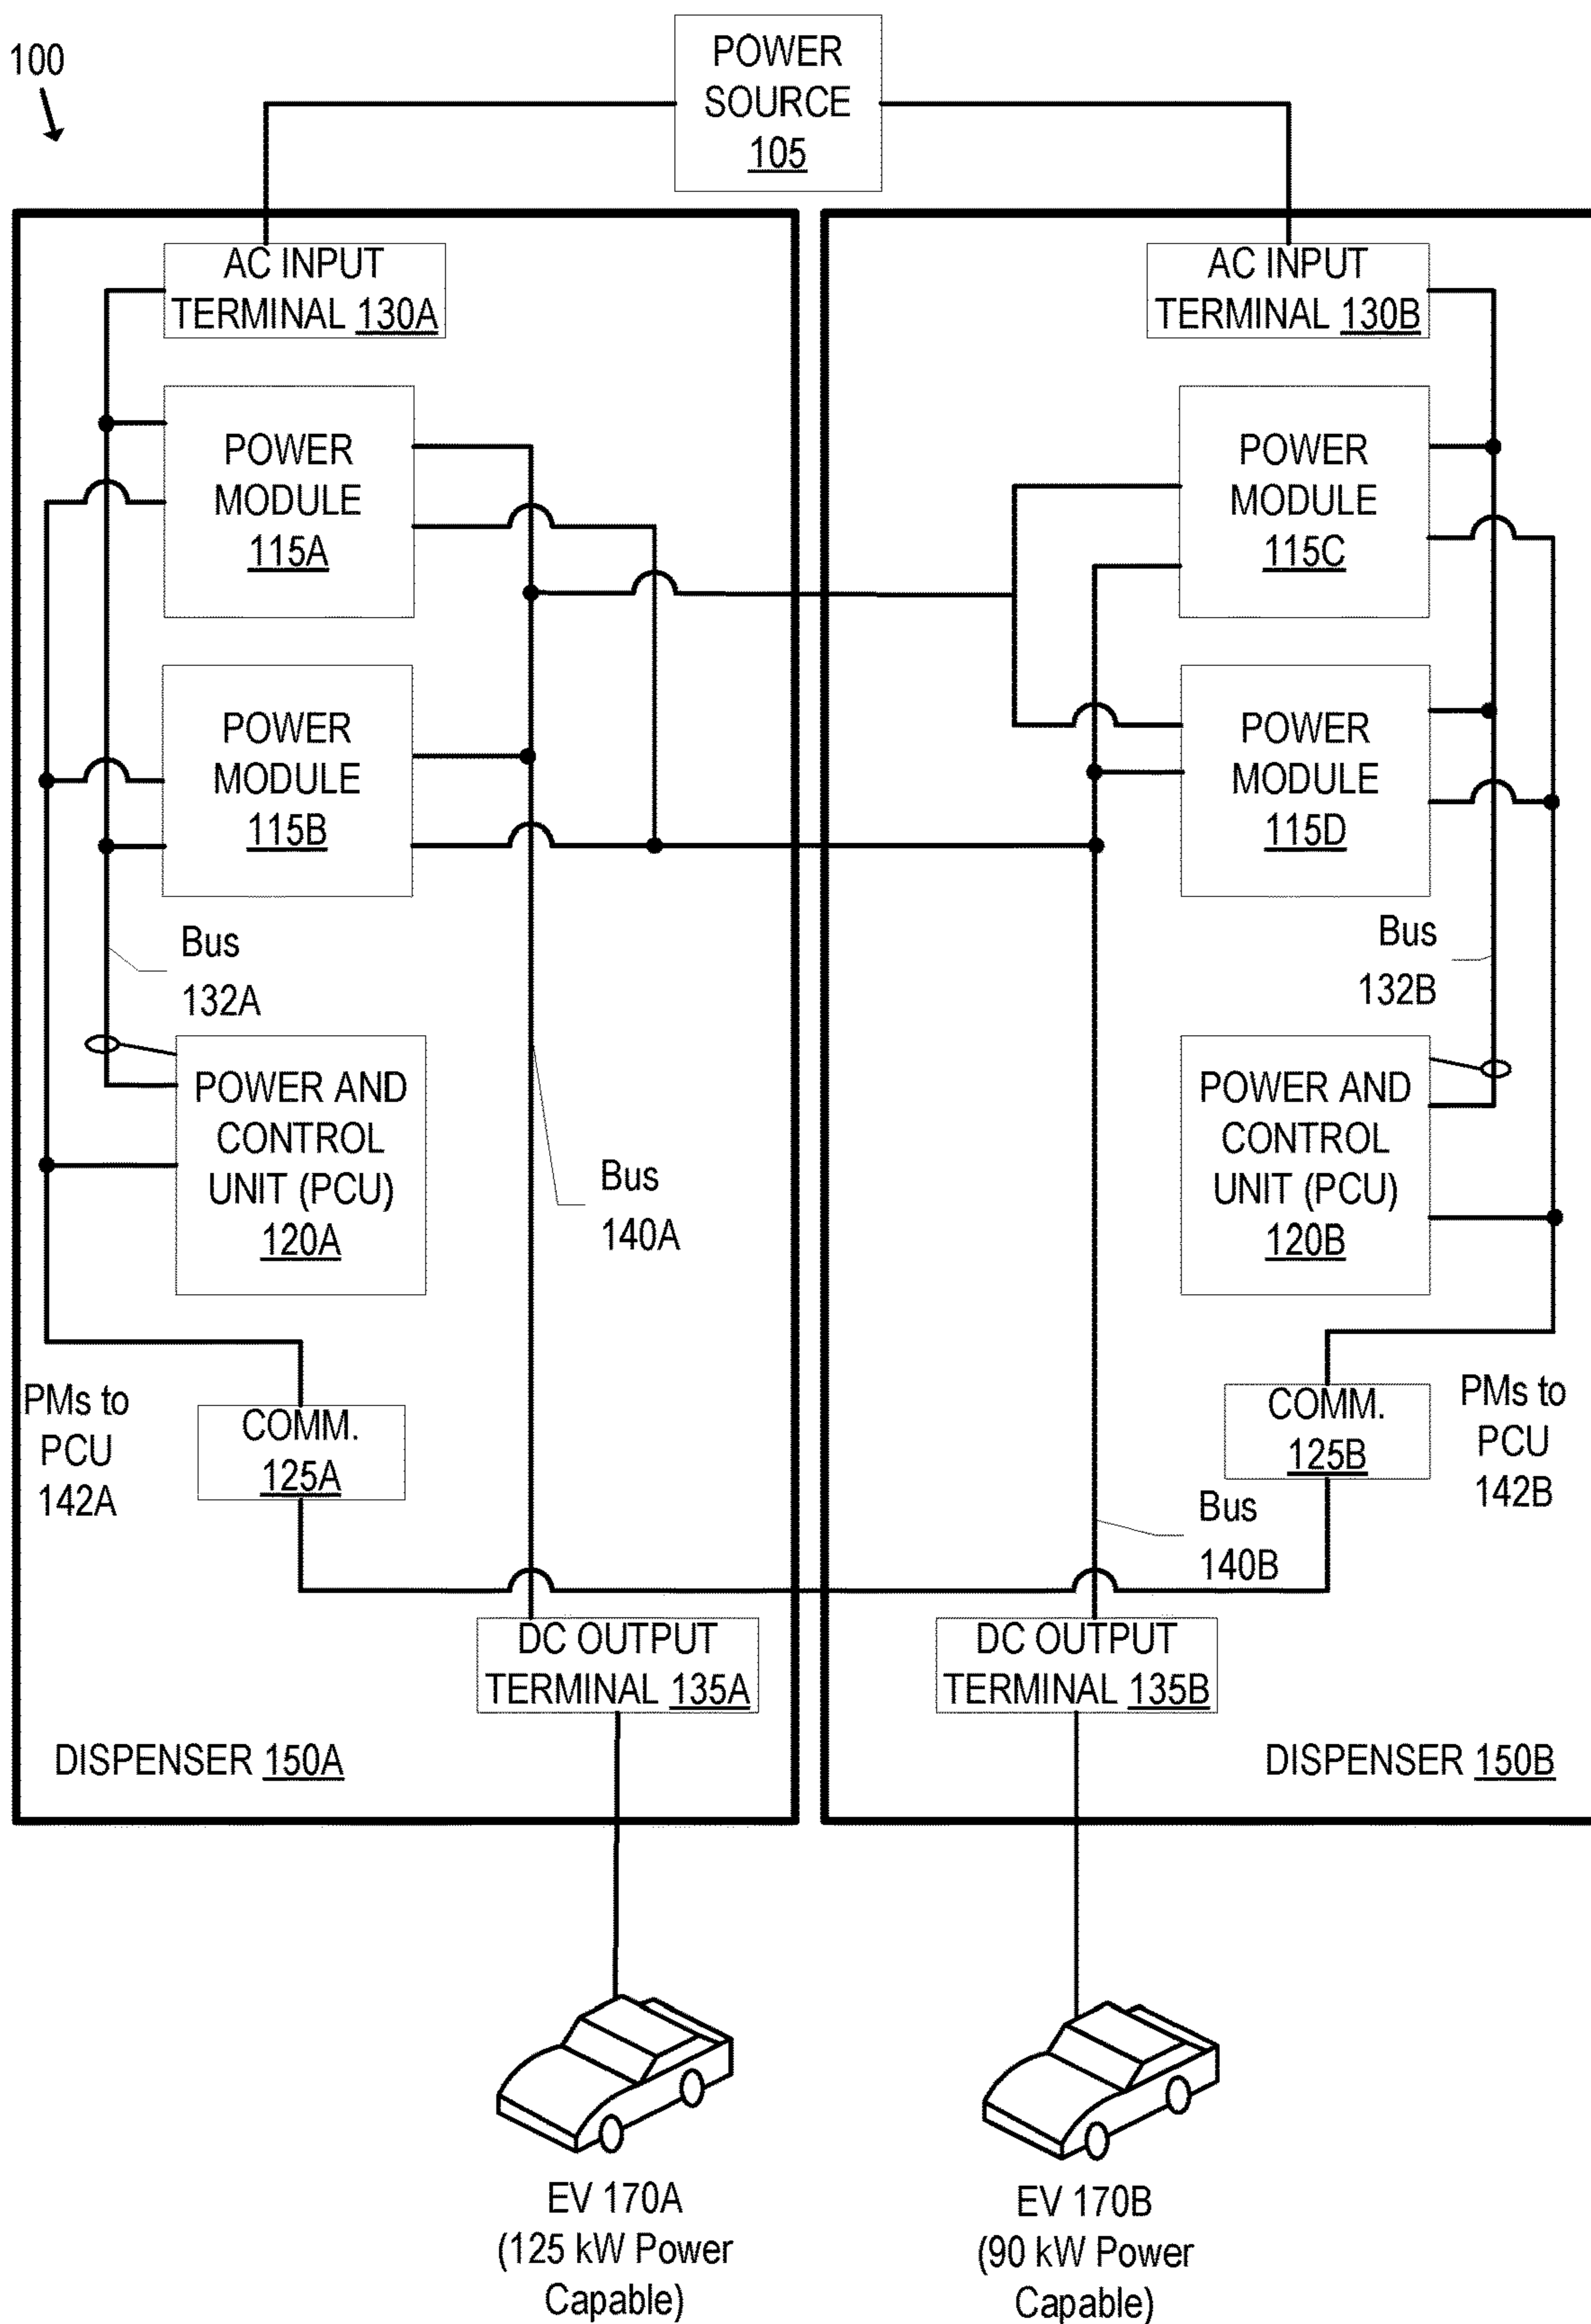 100
POWER
SOURCE
105
AC INPUT
TERMINAL 130A
AC INPUT
TERMINAL 130B
POWER
MODULE
115A
POWER
MODULE
115C
POWER
MODULE
115B
POWER
MODULE
115D
Bus
132A
Bus
132B
POWER AND
CONTROL
UNIT (PCU)
120A
Bus
140A
POWER AND
CONTROL
UNIT (PCU)
120B
PMs to
PCU
142A
COMM.
125A
COMM.
125B
PMs to
PCU
142B
Bus
140B
DC OUTPUT
TERMINAL 135A
DC OUTPUT
TERMINAL 135B
DISPENSER 150A
DISPENSER 150B
EV 170A
(125 kW Power
Capable)
EV 170B
(90 kW Power
Capable)